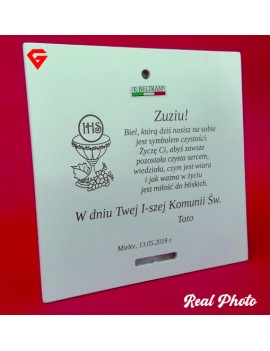 G
BELTRAMI
IHS
Zuziu!
Biel, którą dziś nosisz na sobie
jest symbolem czystości.
Życzę Ci, abyś zawsze
pozostała czysta sercem,
wiedziała, czym jest wiara
i jak ważna w życiu
jest miłość do bliskich.
W dniu Twej I-szej Komunii Św.
Tato
Mielec, 13.05.2018 r.
Real Photo